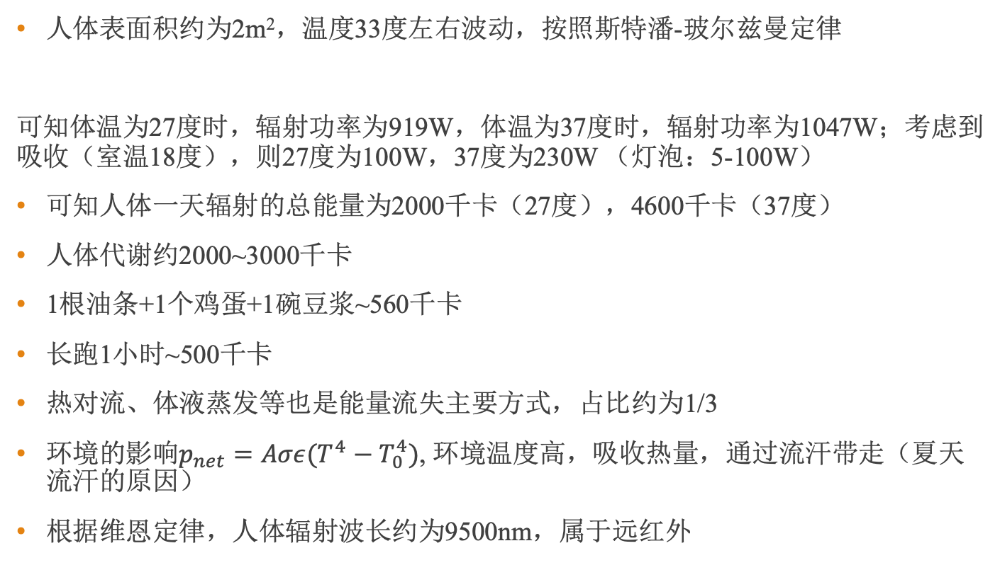 • 人体表面积约为2m²，温度33度左右波动，按照斯特潘-玻尔兹曼定律
可知体温为27度时，辐射功率为919W，体温为37度时，辐射功率为1047W；考虑到
吸收（室温18度），则27度为100W，37度为230W （灯泡：5-100W）
• 可知人体一天辐射的总能量为2000千卡（27度），4600千卡（37度）
• 人体代谢约2000~3000千卡
• 1根油条+1个鸡蛋+1碗豆浆~560千卡
• 长跑1小时~500千卡
• 热对流、体液蒸发等也是能量流失主要方式，占比约为1/3
• 环境的影响$p_{net} = A\sigma\epsilon(T^4 - T_0^4)$, 环境温度高，吸收热量，通过流汗带走（夏天
流汗的原因）
• 根据维恩定律，人体辐射波长约为9500nm，属于远红外